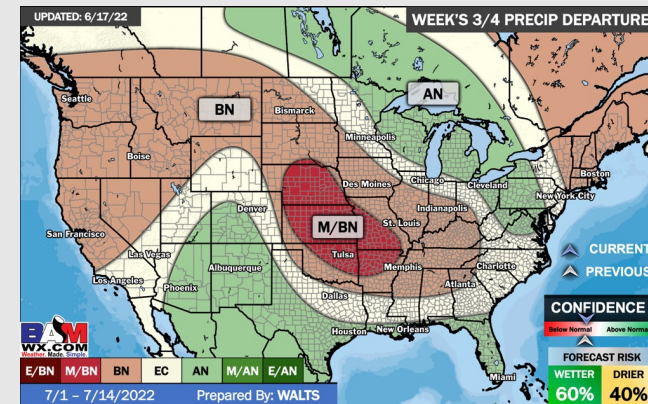 UPDATED: 6/17/22
WEEK'S 3/4 PRECIP DEPARTURE
Seattle
BN
AN
Bismarck
Minneapolis
Boise
Boston
Des Moines
Chicago
Cleveland
New York City
Denver
Indianapolis
M/BN
St. Louis
San Francisco
Las Vegas
Tulsa
CURRENT
Albuquerque
Memphis
Charlotte
PREVIOUS
Los Angeles
Phoenix
Atlanta
Dallas
CONFIDENCE
Below Normal
Above Norma
Houston
New Orleans
BAM
WX.COM
Weather. Made. Simple.
FORECAST RISK
E/BN M/BN BN EC AN M/AN E/AN
Miami
WETTER
DRIER
60%
40%
7/1 – 7/14/2022
Prepared By: WALTS